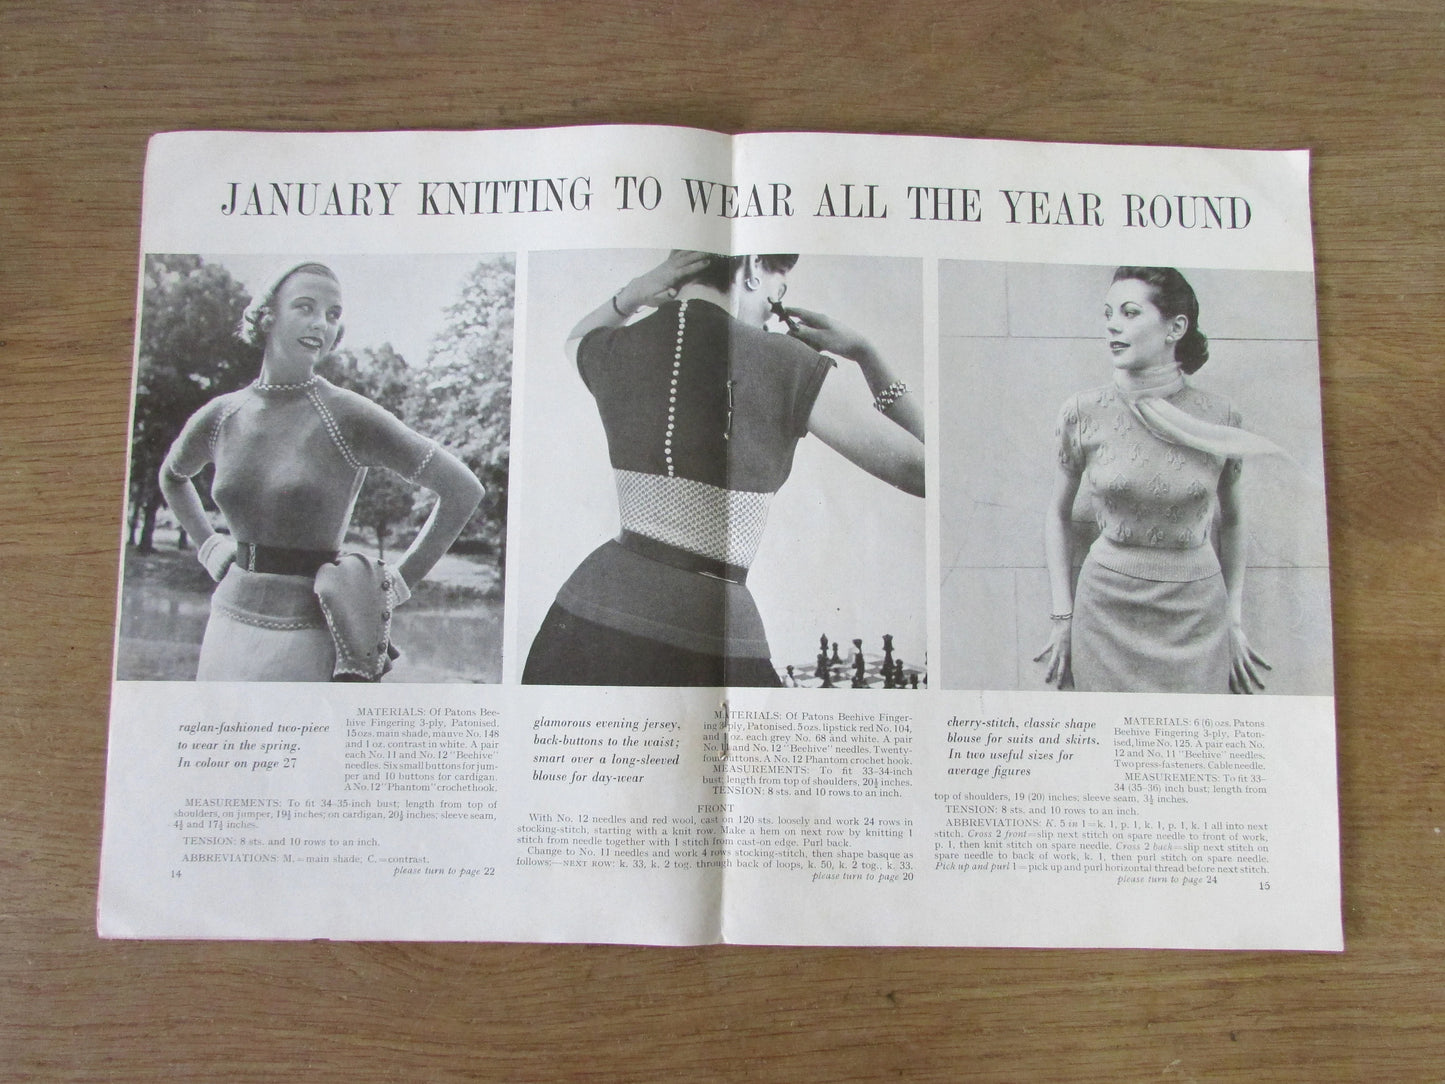 JANUARY KNITTING TO WEAR ALL THE YEAR ROUND
raglan-fashioned two-piece
to wear in the spring.
In colour on page 27
MATERIALS: Of Patons Bee-
hive Fingering 3-ply, Patonised.
15 ozs. main shade, mauve No. 148
and 1 oz. contrast in white. A pair
each No. 11 and No. 12 "Beehive"
needles. Six small buttons for jum-
per and 10 buttons for cardigan.
A No. 12 "Phantom" crochet hook.
MEASUREMENTS: To fit 34-35-inch bust; length from top of
shoulders, on jumper, 19½ inches; on cardigan, 20½ inches; sleeve seam,
4½ and 17½ inches.
TENSION: 8 sts. and 10 rows to an inch.
ABBREVIATIONS: M. = main shade; C. = contrast.
please turn to page 22
14
glamorous evening jersey,
back-buttons to the waist;
smart over a long-sleeved
blouse for day-wear
MATERIALS: Of Patons Beehive Finger-
ing 3-ply, Patonised. 5 ozs. lipstick red No. 104,
and 1 oz. each grey No. 68 and white. A pair
No. 11 and No. 12 "Beehive" needles. Twenty-
four buttons. A No. 12 Phantom crochet hook.
MEASUREMENTS: To fit 33-34-inch
bust; length from top of shoulders, 20½ inches.
TENSION: 8 sts. and 10 rows to an inch.
FRONT
With No. 12 needles and red wool, cast on 120 sts. loosely and work 24 rows in
stocking-stitch, starting with a knit row. Make a hem on next row by knitting 1
stitch from needle together with 1 stitch from cast-on edge. Purl back.
Change to No. 11 needles and work 4 rows stocking-stitch, then shape basque as
follows:—NEXT ROW: k. 33, k. 2 tog. through back of loops, k. 50, k. 2 tog., k. 33.
please turn to page 20
cherry-stitch, classic shape
blouse for suits and skirts.
In two useful sizes for
average figures
MATERIALS: 6 (6) ozs. Patons
Beehive Fingering 3-ply, Paton-
ised, lime No. 125. A pair each No.
12 and No. 11 "Beehive" needles.
Two press-fasteners. Cable needle.
MEASUREMENTS: To fit 33-
34 (35-36) inch bust; length from
top of shoulders, 19 (20) inches; sleeve seam, 3½ inches.
TENSION: 8 sts. and 10 rows to an inch.
ABBREVIATIONS: K. 5 in 1 = k. 1, p. 1, k. 1, p. 1, k. 1 all into next
stitch. Cross 2 front = slip next stitch on spare needle to front of work,
p. 1, then knit stitch on spare needle. Cross 2 back = slip next stitch on
spare needle to back of work, k. 1, then purl stitch on spare needle.
Pick up and purl 1 = pick up and purl horizontal thread before next stitch.
please turn to page 24
15